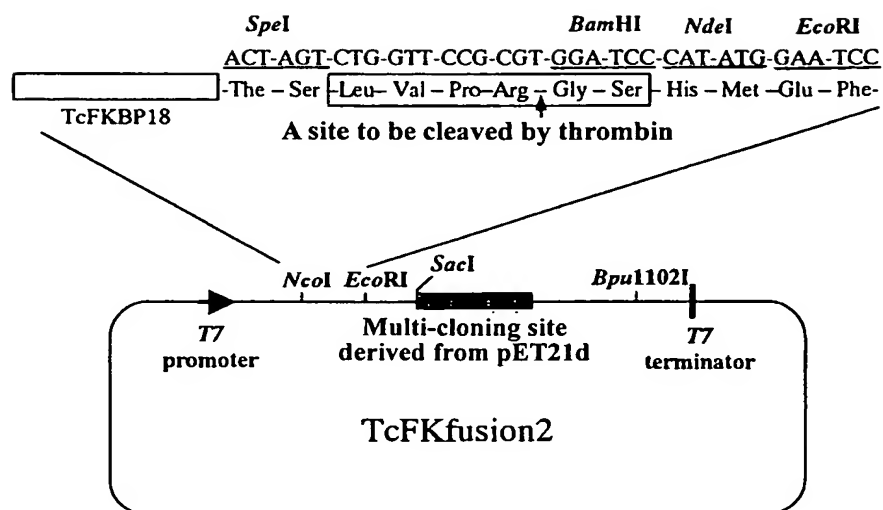 SpeI BamHI NdeI EcoRI
ACT-AGT-CTG-GTT-CCG-CGT-GGA-TCC-CAT-ATG-GAA-TCC
-The – Ser –Leu– Val –Pro–Arg –Gly – Ser – His – Met –Glu – Phe-
TcFKBP18
A site to be cleaved by thrombin
NcoI EcoRI SacI Bpu1102I
T7 promoter
Multi-cloning site
derived from pET21d
T7 terminator
TcFKfusion2